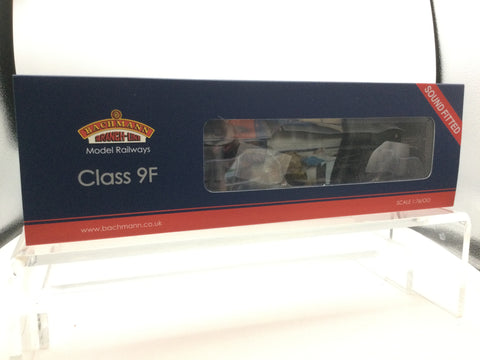 BACHMANN
BRANCH-LINE
Model Railways
Class 9F
www.bachmann.co.uk
SOUND FITTED
SCALE 1:76/OO